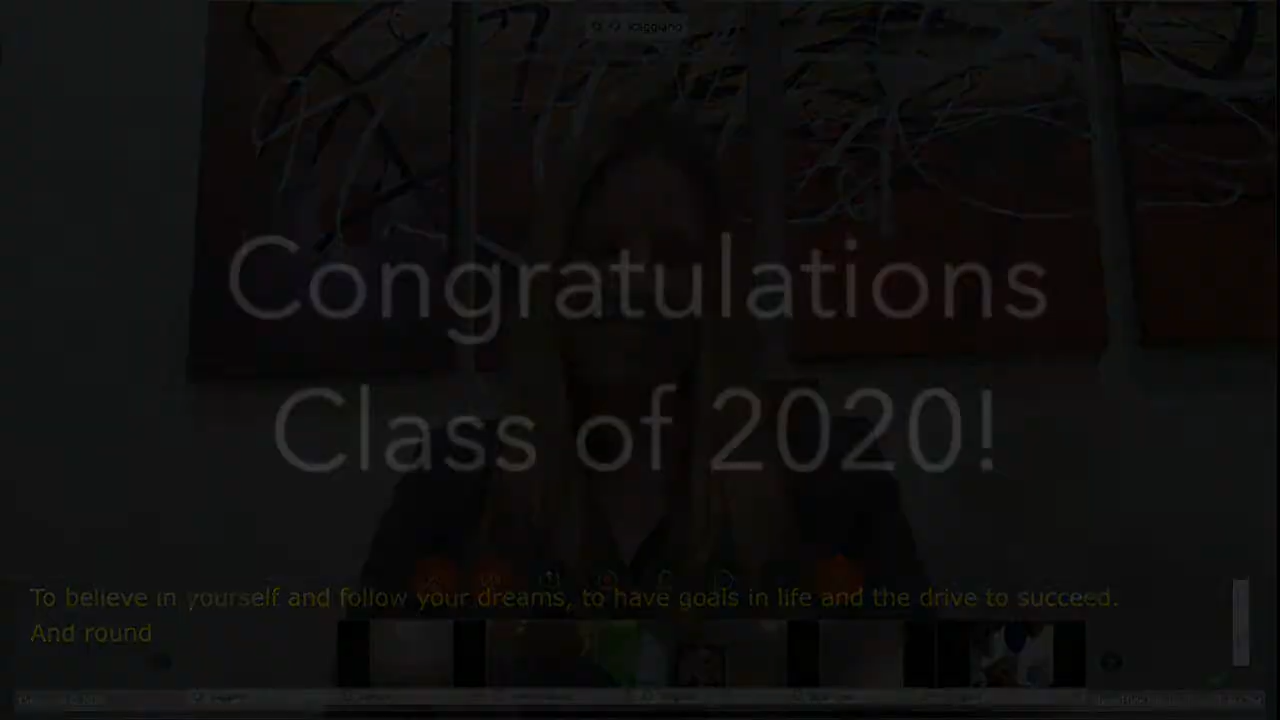 Congratulations
Class of 2020!
To believe in yourself and follow your dreams, to have goals in life and the drive to succeed.
And round